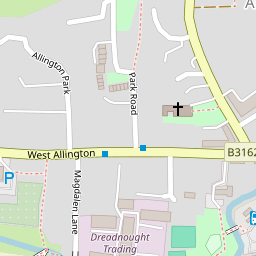 A
Allington
Park
Park Road
West Allington
B3162
P
Magdalen Lane
Dreadnought
Trading